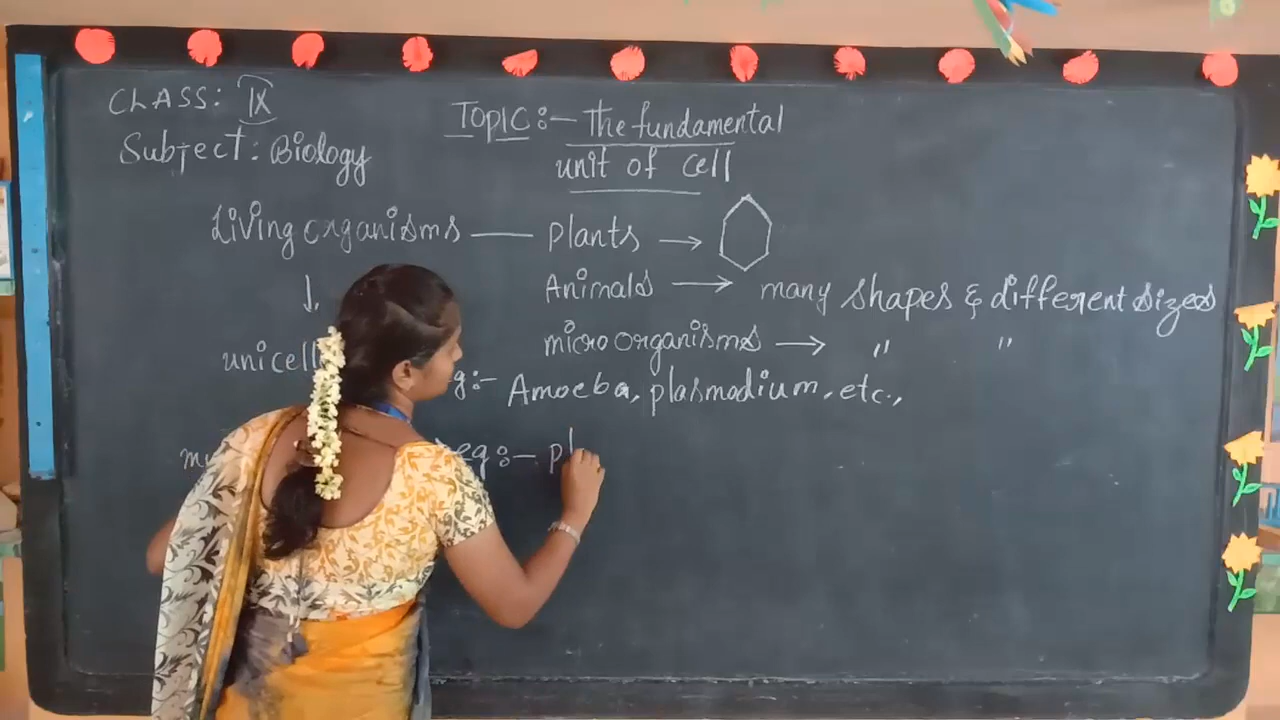 CLASS: IX
Subject: Biology
TOPIC:- The fundamental
unit of cell
Living organisms — plants →
Animals → many shapes & different sizes
micro organisms → " "
Amoeba, plasmodium, etc.,
eg:- pl